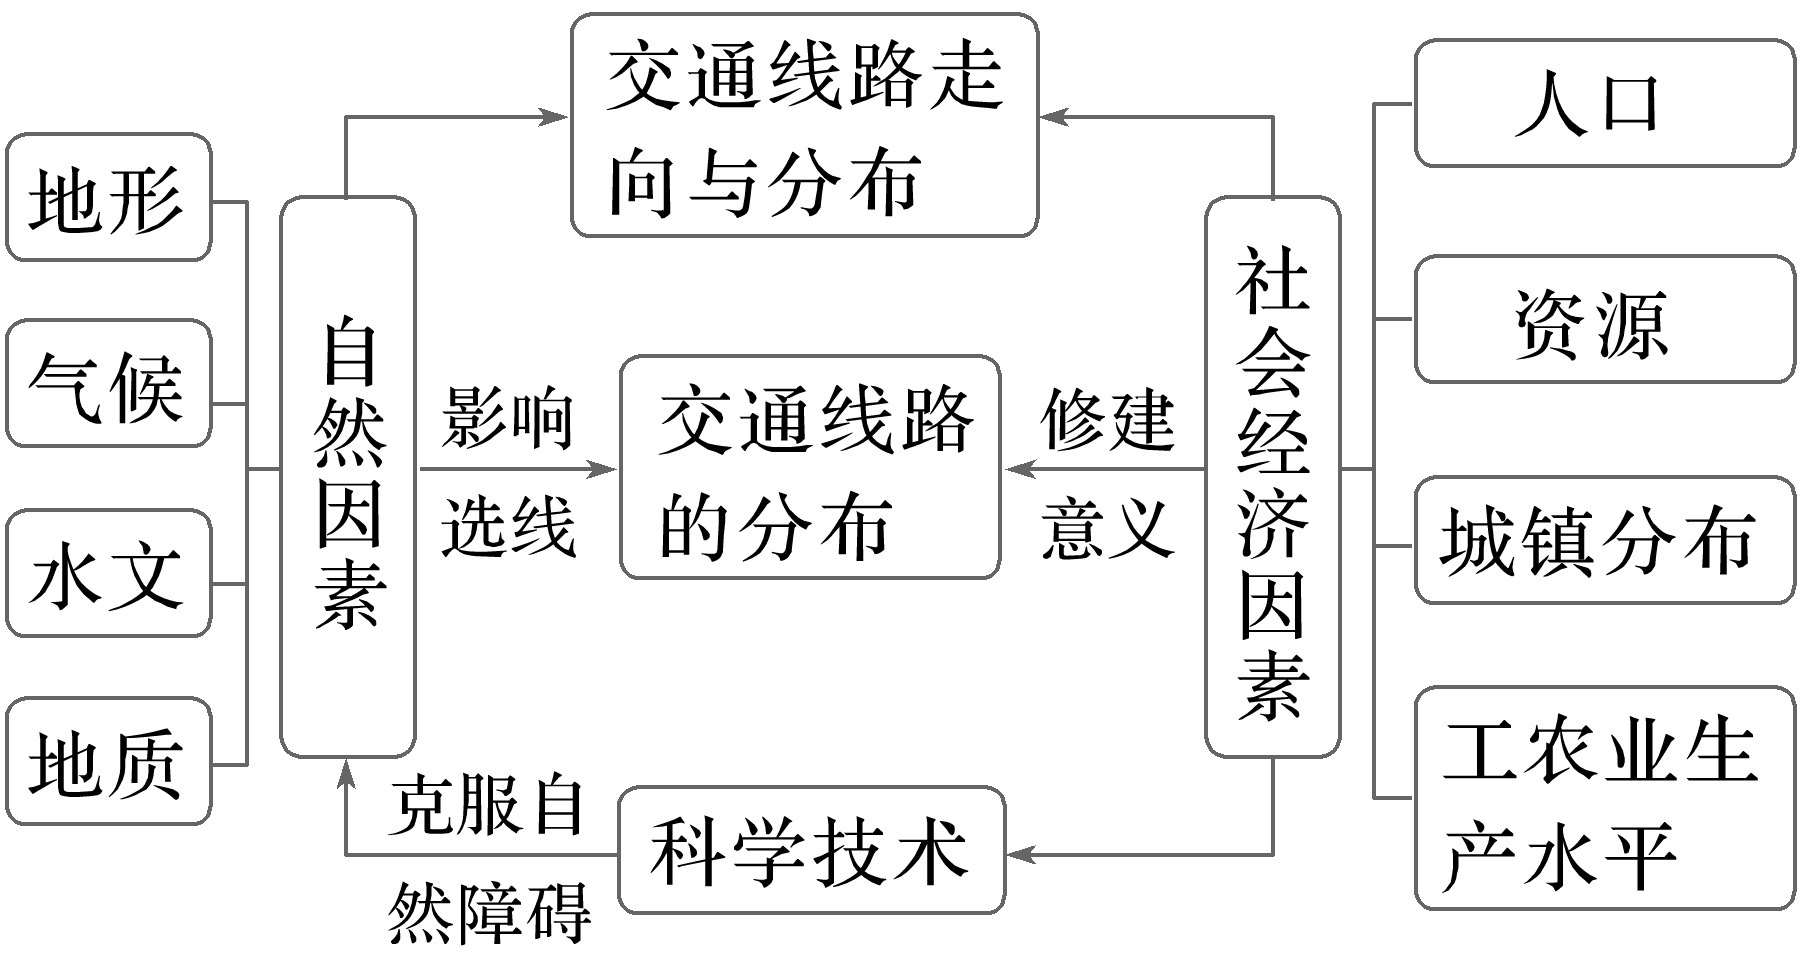 交通线路走
向与分布
人口
地形
自然因素
社会经济因素
资源
气候
影响
选线
交通线路
的分布
修建
意义
城镇分布
水文
地质
工农业生
产水平
克服自
然障碍
科学技术